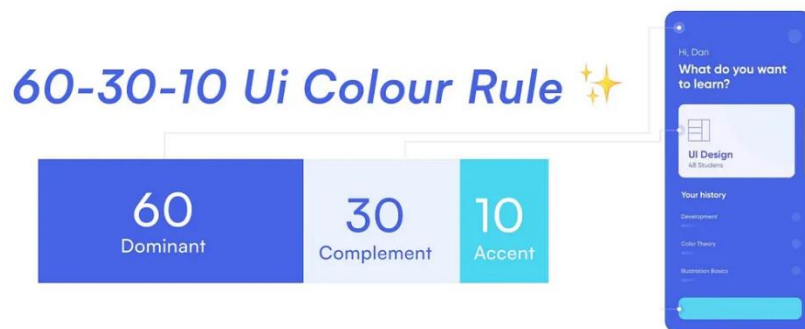 60-30-10 Ui Colour Rule ✨
60
Dominant
30
Complement
10
Accent
Hi, Dan
What do you want
to learn?
UI Design
48 Students
Your history
Development
Color Theory
Illustration Basics